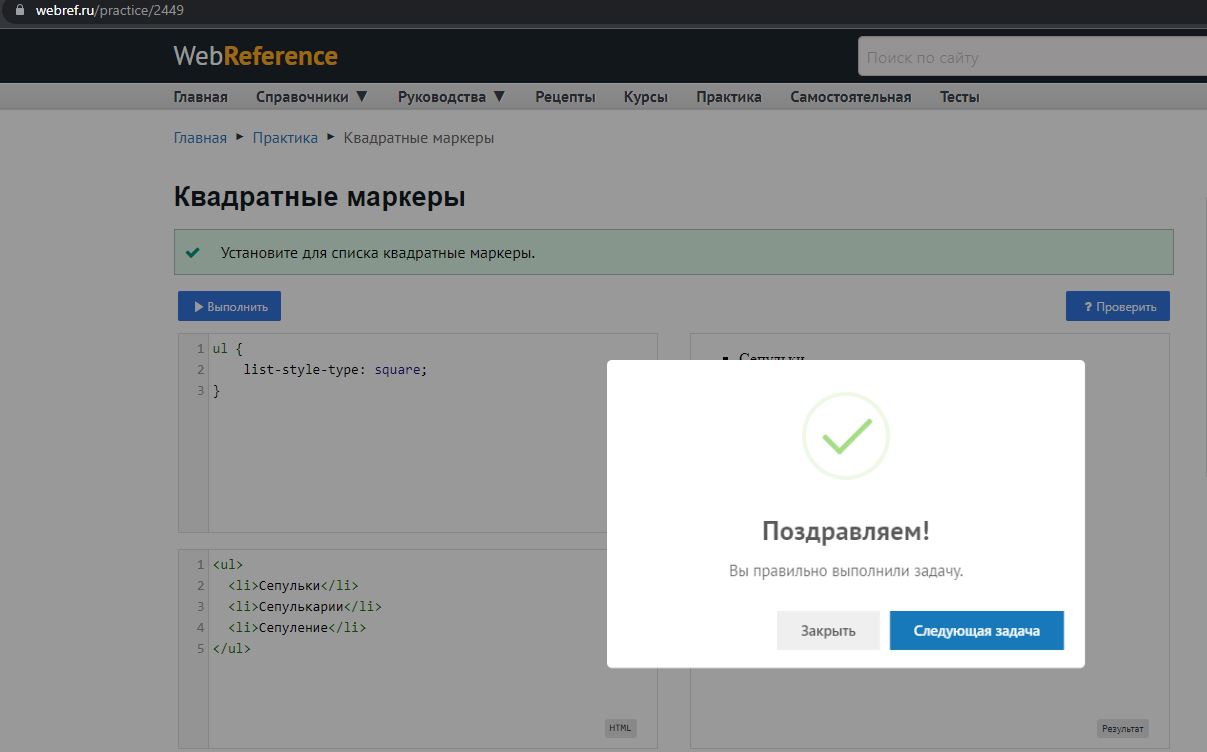 webref.ru/practice/2449
WebReference
Поиск по сайту
Главная Справочники ▼ Руководства ▼ Рецепты Курсы Практика Самостоятельная Тесты
Главная ► Практика ► Квадратные маркеры
Квадратные маркеры
Установите для списка квадратные маркеры.
Выполнить
? Проверить
1 ul {
2 list-style-type: square;
3 }
Сепульки
Поздравляем!
Вы правильно выполнили задачу.
Закрыть
Следующая задача
1 <ul>
2 <li>Сепульки</li>
3 <li>Сепулькарии</li>
4 <li>Сепуление</li>
5 </ul>
HTML
Результат